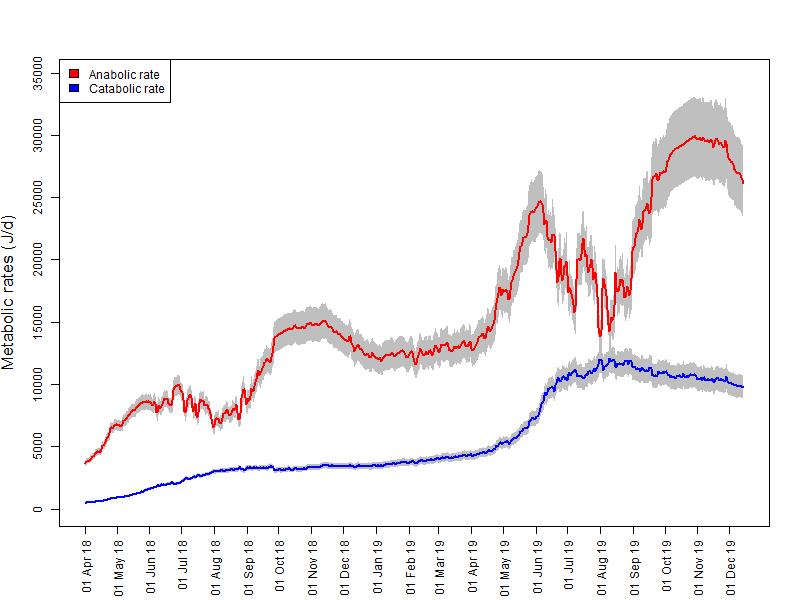 Anabolic rate
Catabolic rate
Metabolic rates (J/d)
35000
30000
25000
20000
15000
10000
5000
0
01 Apr 18
01 May 18
01 Jun 18
01 Jul 18
01 Aug 18
01 Sep 18
01 Oct 18
01 Nov 18
01 Dec 18
01 Jan 19
01 Feb 19
01 Mar 19
01 Apr 19
01 May 19
01 Jun 19
01 Jul 19
01 Aug 19
01 Sep 19
01 Oct 19
01 Nov 19
01 Dec 19